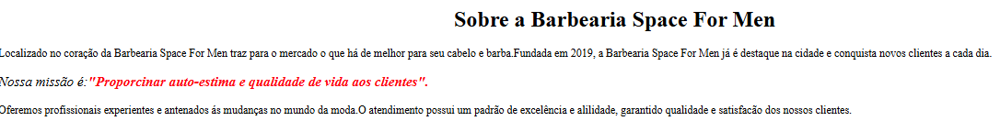 Sobre a Barbearia Space For Men
Localizado no coração da Barbearia Space For Men traz para o mercado o que há de melhor para seu cabelo e barba.Fundada em 2019, a Barbearia Space For Men já é destaque na cidade e conquista novos clientes a cada dia.
Nossa missão é:"Proporcinar auto-estima e qualidade de vida aos clientes".
Oferemos profissionais experientes e antenados ás mudanças no mundo da moda.O atendimento possui um padrão de excelência e alilidade, garantido qualidade e satisfacão dos nossos clientes.